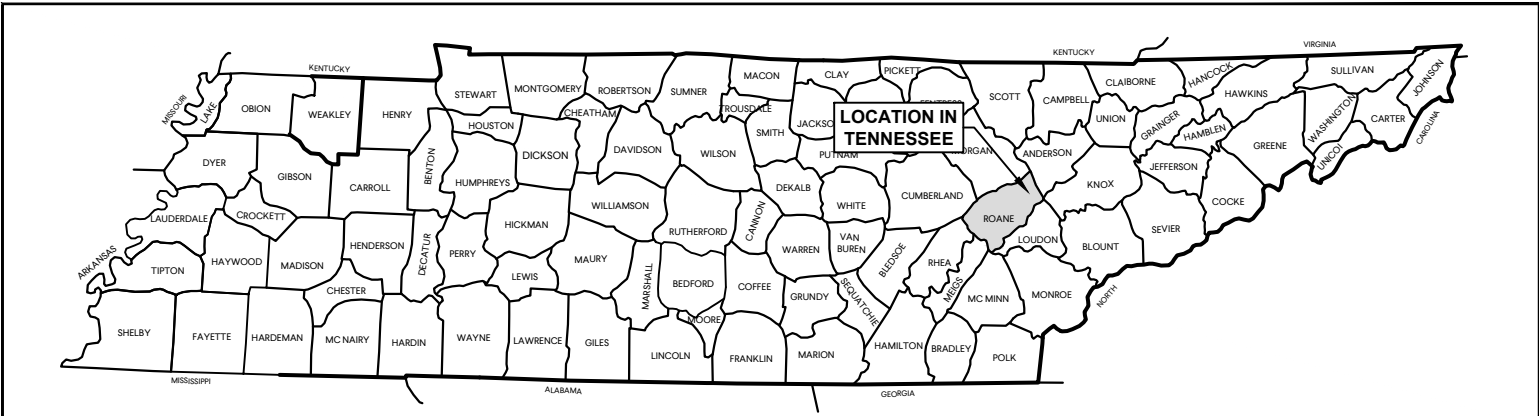 VIRGINIA
KENTUCKY
KENTUCKY
MISSOURI
LAKE
OBION
WEAKLEY
HENRY
STEWART
MONTGOMERY
ROBERTSON
SUMNER
MACON
CLAY
PICKETT
SCOTT
CAMPBELL
CLAIBORNE
HANCOCK
HAWKINS
SULLIVAN
JOHNSON
HOUSTON
CHEATHAM
TROUSDALE
SMITH
JACKSO
LOCATION IN
TENNESSEE
UNION
GRAINGER
HAMBLEN
WASHINGTON
CARTER
CAROLINA
UNICOI
GREENE
DYER
GIBSON
CARROLL
BENTON
HUMPHREYS
DICKSON
DAVIDSON
WILSON
PUTNAM
ORGAN
ANDERSON
KNOX
JEFFERSON
COCKE
LAUDERDALE
CROCKETT
HENDERSON
DECATUR
PERRY
HICKMAN
WILLIAMSON
RUTHERFORD
CANNON
DEKALB
WHITE
CUMBERLAND
ROANE
LOUDON
BLOUNT
SEVIER
ARKANSAS
TIPTON
HAYWOOD
MADISON
CHESTER
LEWIS
MAURY
MARSHALL
BEDFORD
COFFEE
WARREN
VAN
BUREN
BLEDSOE
RHEA
MEIGS
MC MINN
MONROE
NORTH
SHELBY
FAYETTE
HARDEMAN
MC NAIRY
HARDIN
WAYNE
LAWRENCE
GILES
LINCOLN
MOORE
FRANKLIN
GRUNDY
SEQUATCHIE
MARION
HAMILTON
BRADLEY
POLK
MISSISSIPPI
ALABAMA
GEORGIA